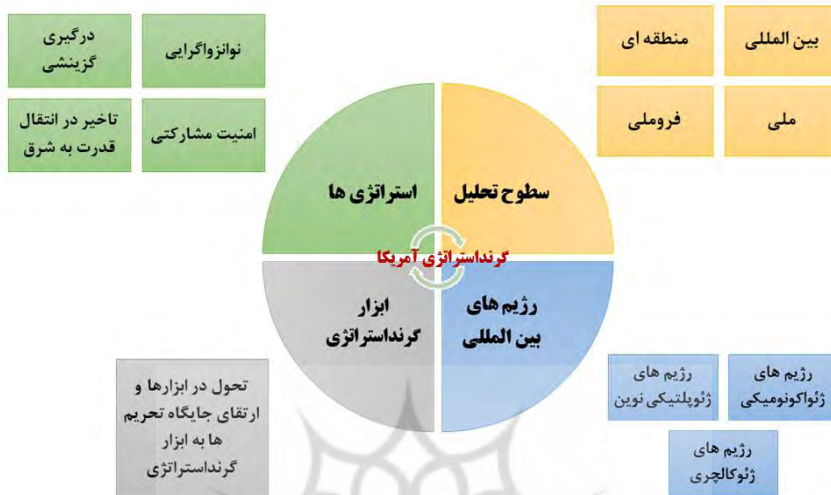 بین المللی
منطقه ای
ملی
فروملی
نوانزواگرایی
درگیری
گزینشی
امنیت مشارکتی
تاخیر در انتقال
قدرت به شرق
سطوح تحلیل
استراتژی ها
گرنداستراتژی آمریکا
رژیم های
بین المللی
ابزار
گرنداستراتژی
رژیم های
ژئواکونومیکی
رژیم های
ژئوپلتیکی نوین
رژیم های
ژئوکالچری
تحول در ابزارها و
ارتقای جایگاه تحریم
ها به ابزار
گرنداستراتژی